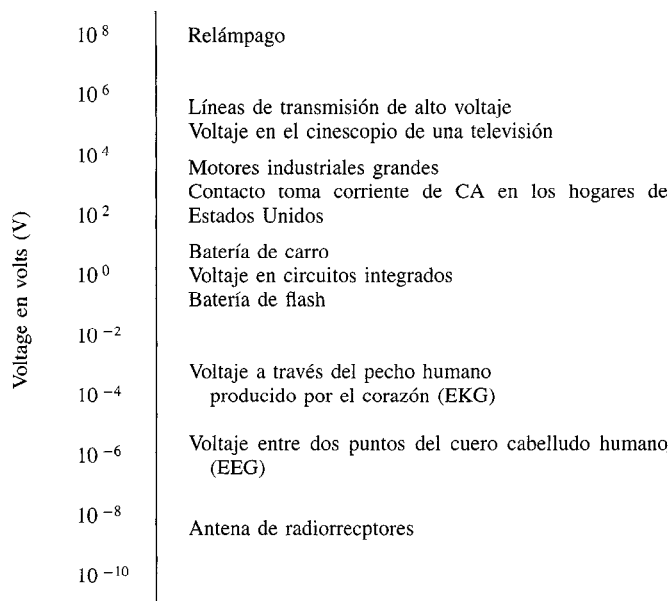 10 8 Relámpago
10 6
Líneas de transmisión de alto voltaje
Voltaje en el cinescopio de una televisión
10 4
Motores industriales grandes
Contacto toma corriente de CA en los hogares de
10 2 Estados Unidos
Batería de carro
10 0 Voltaje en circuitos integrados
Batería de flash
10 −2
Voltaje a través del pecho humano
10 −4 producido por el corazón (EKG)
Voltaje entre dos puntos del cuero cabelludo humano
10 −6 (EEG)
10 −8
Antena de radiorrecptores
10 −10
Voltage en volts (V)